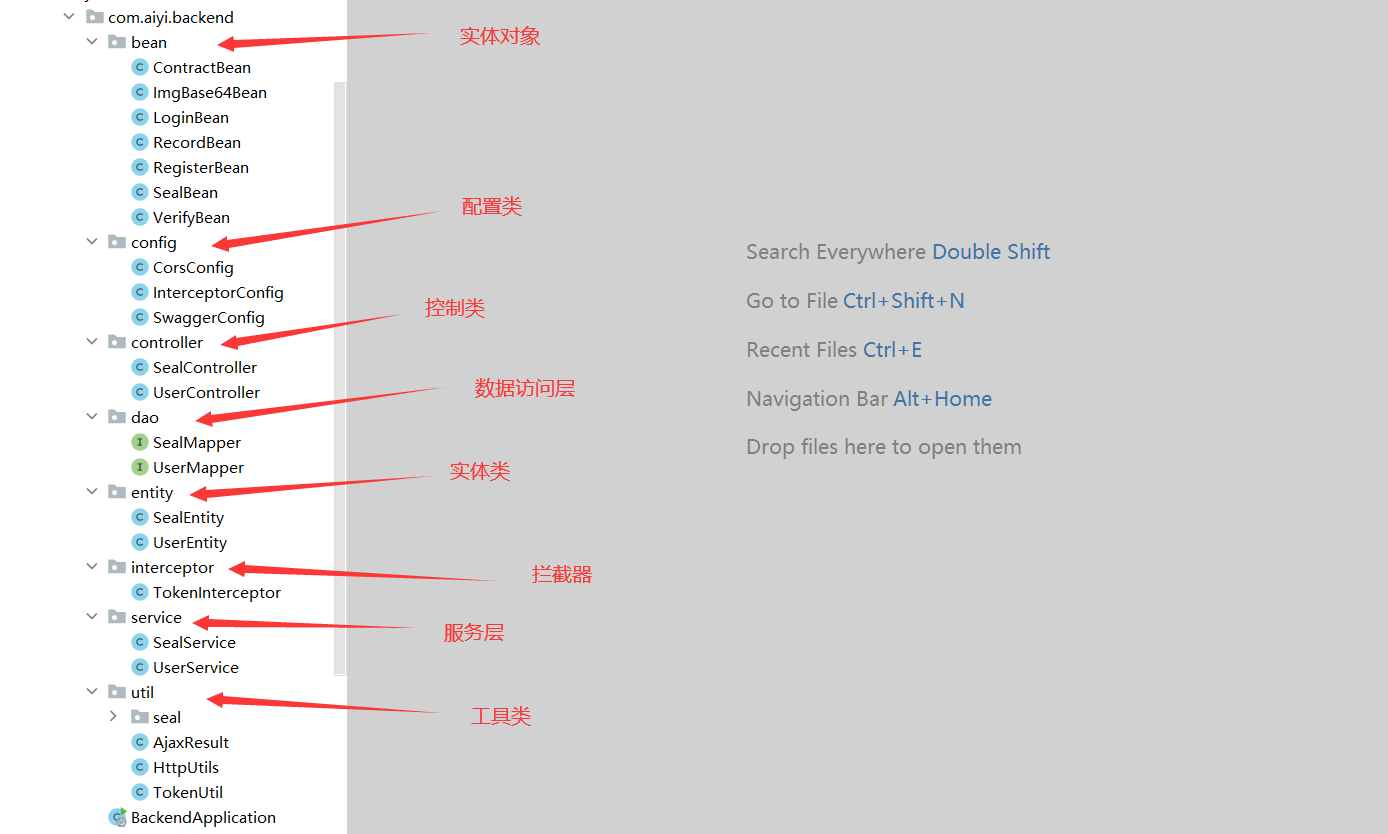 com.aiyi.backend
bean
实体对象
ContractBean
ImgBase64Bean
LoginBean
RecordBean
RegisterBean
SealBean
VerifyBean
配置类
config
CorsConfig
InterceptorConfig
SwaggerConfig
控制类
controller
SealController
UserController
数据访问层
dao
SealMapper
UserMapper
实体类
entity
SealEntity
UserEntity
interceptor
拦截器
TokenInterceptor
service
服务层
SealService
UserService
util
工具类
seal
AjaxResult
HttpUtils
TokenUtil
BackendApplication
Search Everywhere Double Shift
Go to File Ctrl+Shift+N
Recent Files Ctrl+E
Navigation Bar Alt+Home
Drop files here to open them